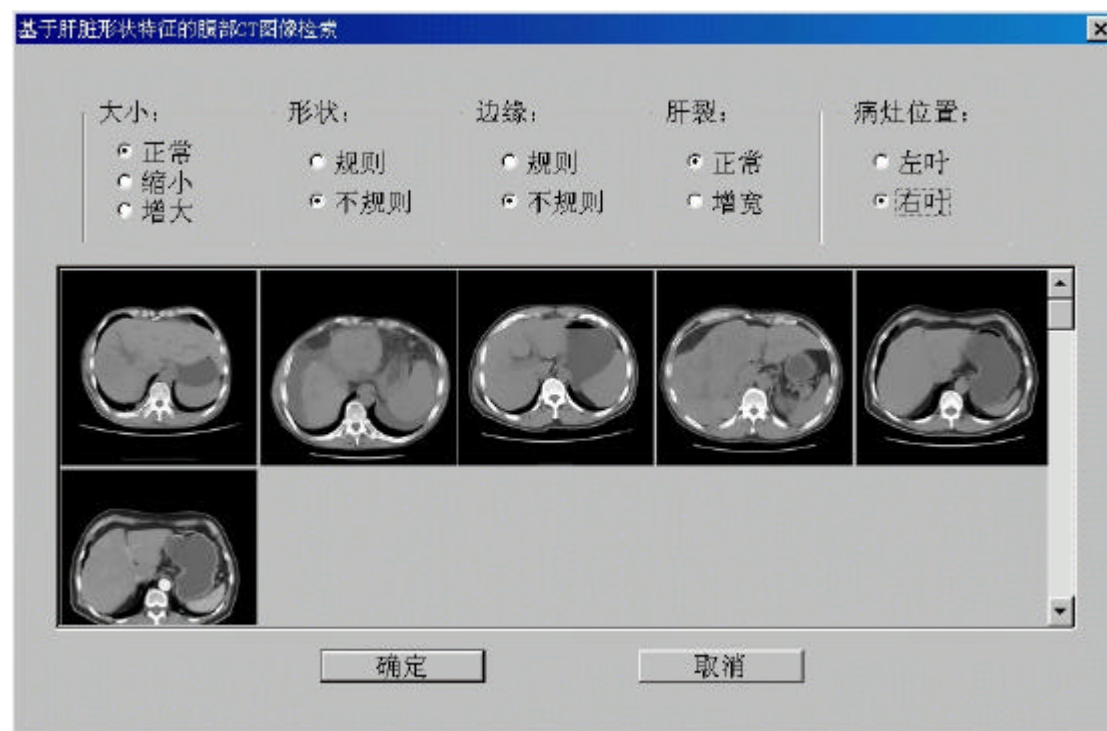 基于肝脏形状特征的腹部CT图像检索
大小：
正常
缩小
增大
形状：
规则
不规则
边缘：
规则
不规则
肝裂：
正常
增宽
病灶位置：
左叶
右叶
确定
取消